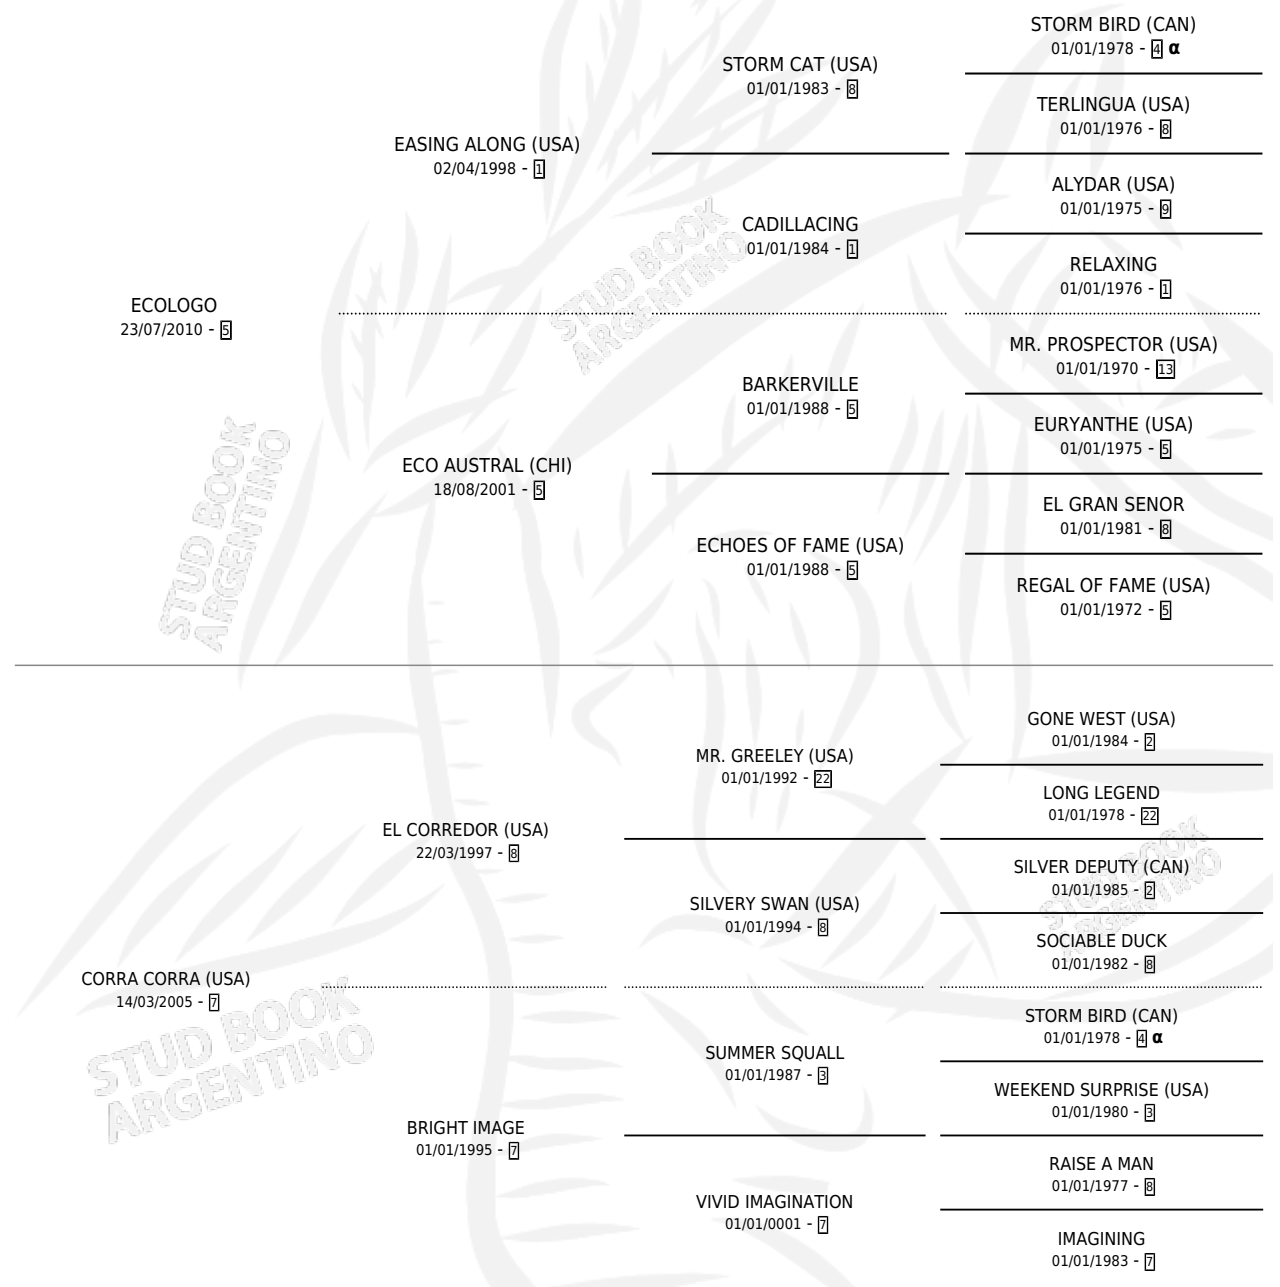 STORM BIRD (CAN)
01/01/1978 - 4 α
STORM CAT (USA)
01/01/1983 - 8
TERLINGUA (USA)
01/01/1976 - 8
EASING ALONG (USA)
02/04/1998 - 1
ALYDAR (USA)
01/01/1975 - 9
CADILLACING
01/01/1984 - 1
RELAXING
01/01/1976 - 1
ECOLOGO
23/07/2010 - 5
MR. PROSPECTOR (USA)
01/01/1970 - 13
BARKERVILLE
01/01/1988 - 5
EURYANTHE (USA)
01/01/1975 - 5
ECO AUSTRAL (CHI)
18/08/2001 - 5
EL GRAN SENOR
01/01/1981 - 8
ECHOES OF FAME (USA)
01/01/1988 - 5
REGAL OF FAME (USA)
01/01/1972 - 5
STUD BOOK
ARGENTINO
STUD BOOK
ARGENTINO
GONE WEST (USA)
01/01/1984 - 2
MR. GREELEY (USA)
01/01/1992 - 22
LONG LEGEND
01/01/1978 - 22
EL CORREDOR (USA)
22/03/1997 - 8
SILVER DEPUTY (CAN)
01/01/1985 - 2
SILVERY SWAN (USA)
01/01/1994 - 8
SOCIABLE DUCK
01/01/1982 - 8
CORRA CORRA (USA)
14/03/2005 - 7
STORM BIRD (CAN)
01/01/1978 - 4 α
SUMMER SQUALL
01/01/1987 - 3
WEEKEND SURPRISE (USA)
01/01/1980 - 3
BRIGHT IMAGE
01/01/1995 - 7
RAISE A MAN
01/01/1977 - 8
VIVID IMAGINATION
01/01/0001 - 7
IMAGINING
01/01/1983 - 7
STUD BOOK
ARGENTINO
STUD BOOK
ARGENTINO